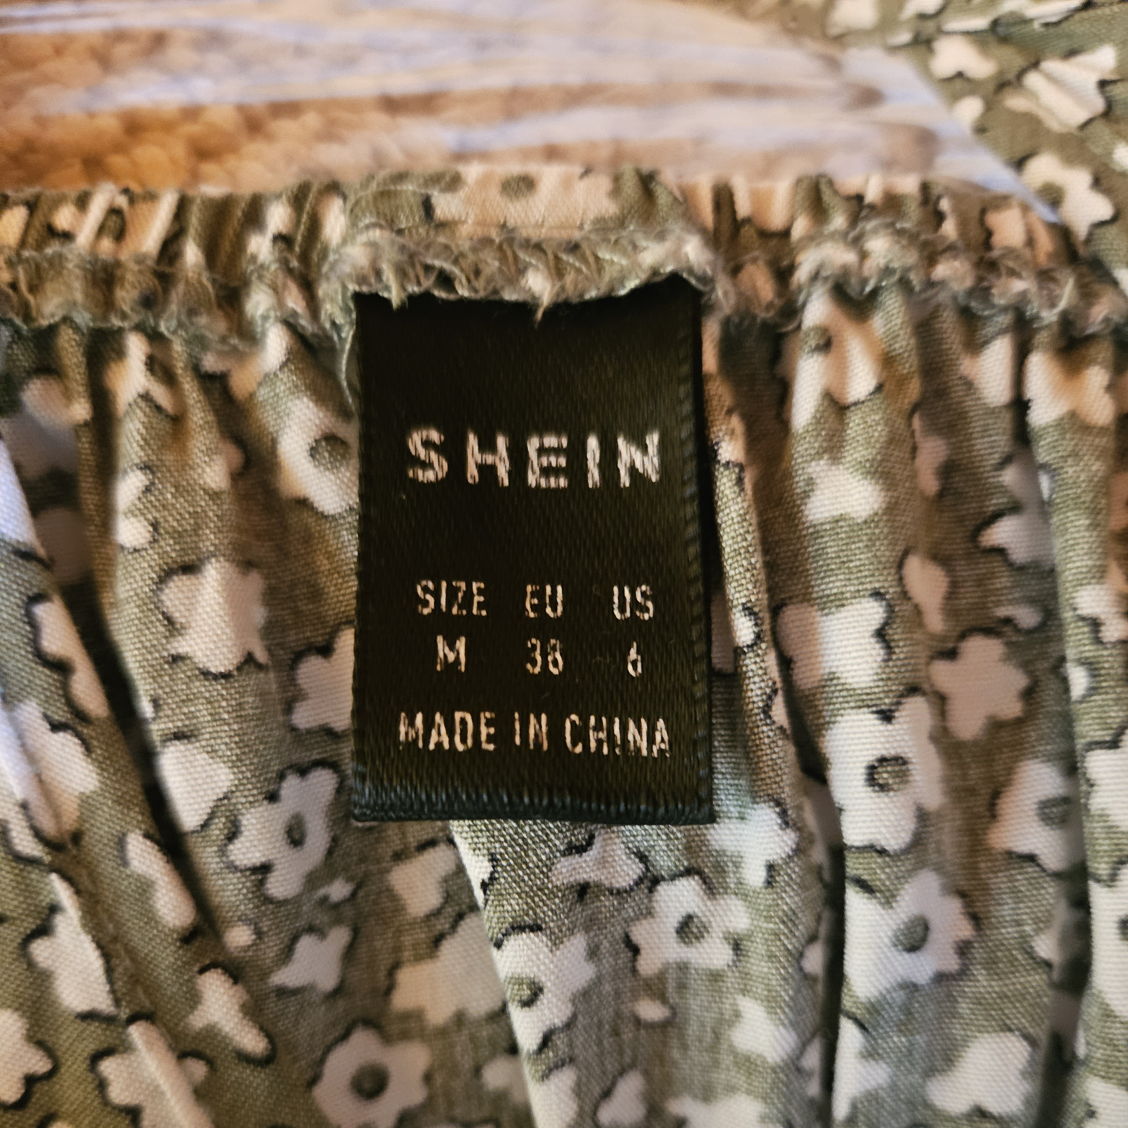 SHEIN
SIZE EU US
M 38 6
MADE IN CHINA